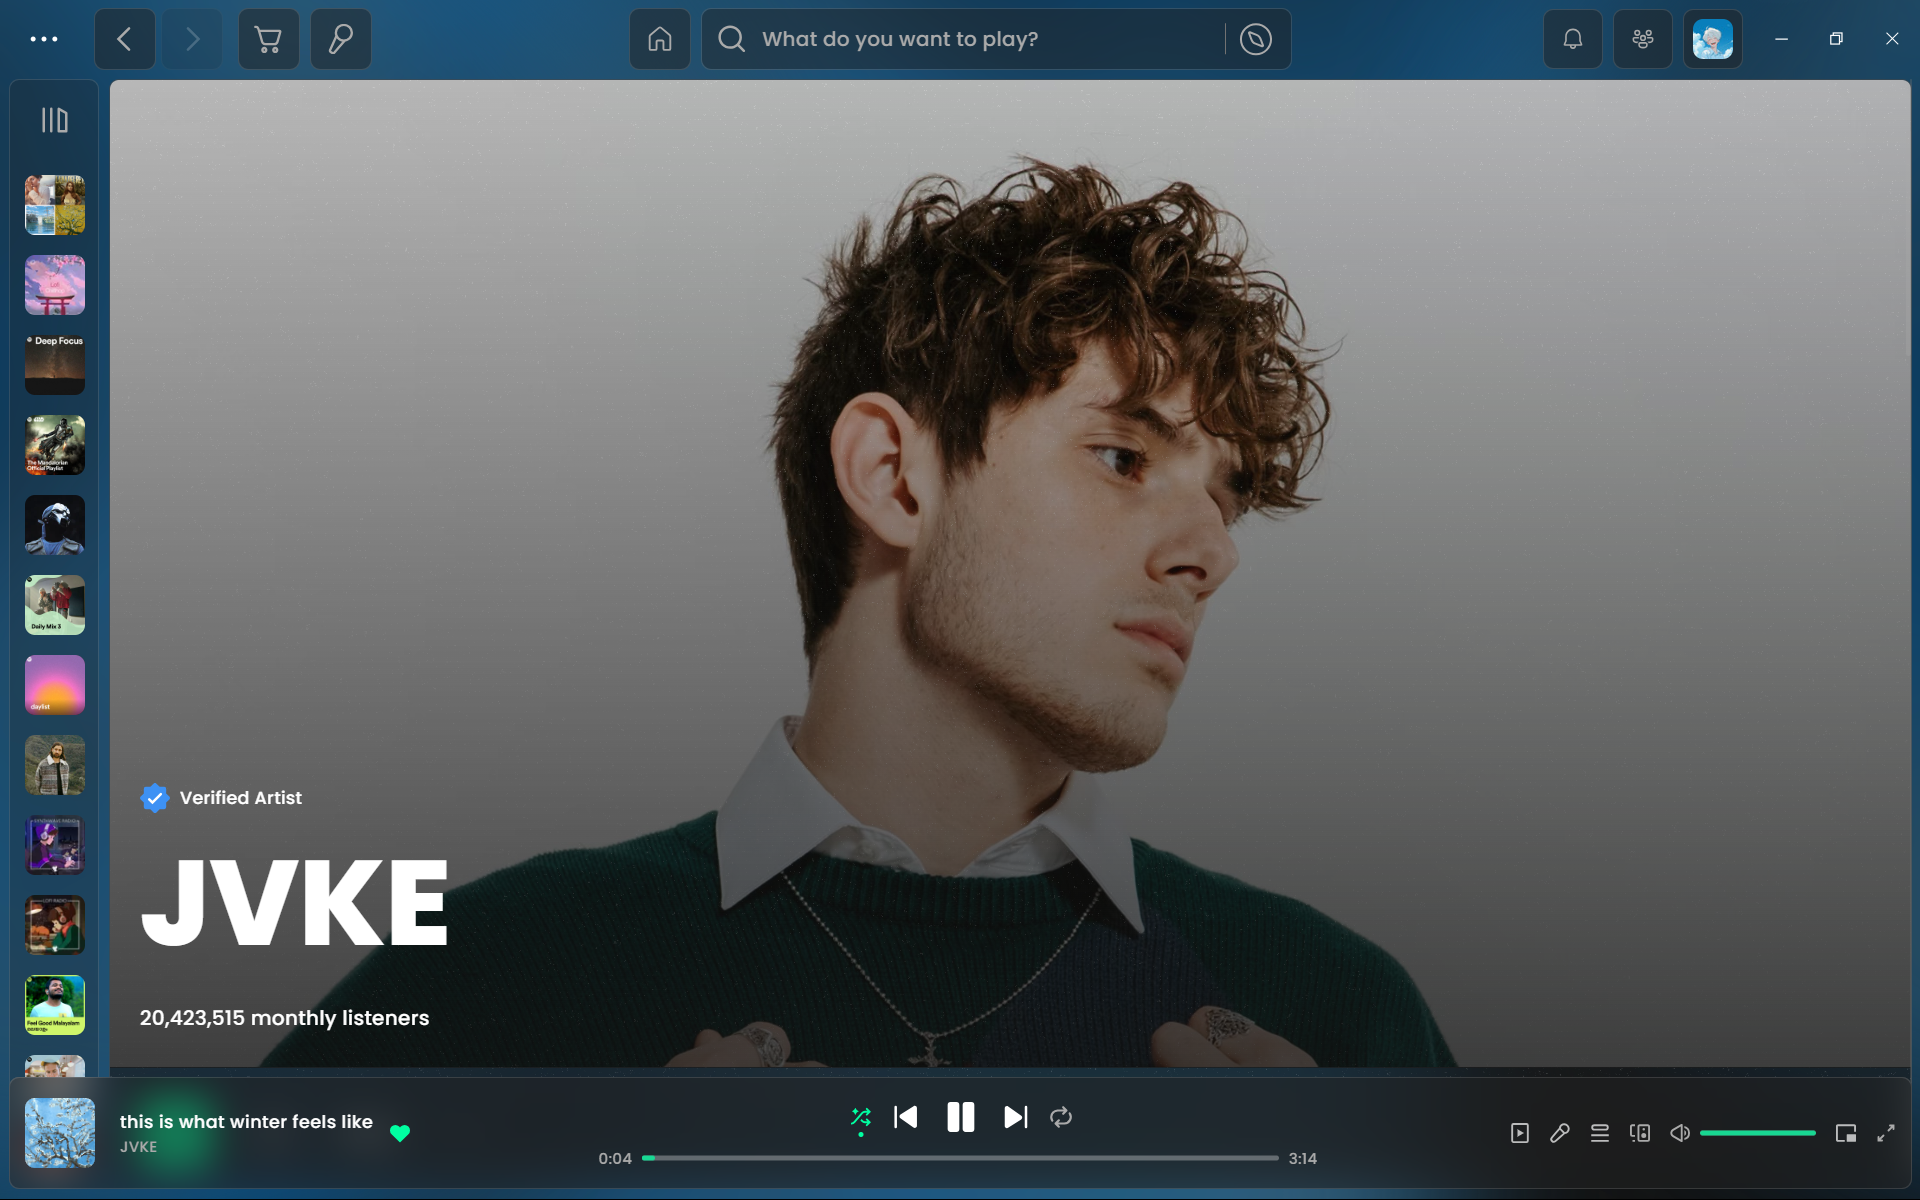 What do you want to play?
Deep Focus
The Mandalorian
Official Playlist
Daily Mix 3
daylist
LOFI RADIO
Feel Good Malayalam
Verified Artist
JVKE
20,423,515 monthly listeners
this is what winter feels like
JVKE
0:04
3:14